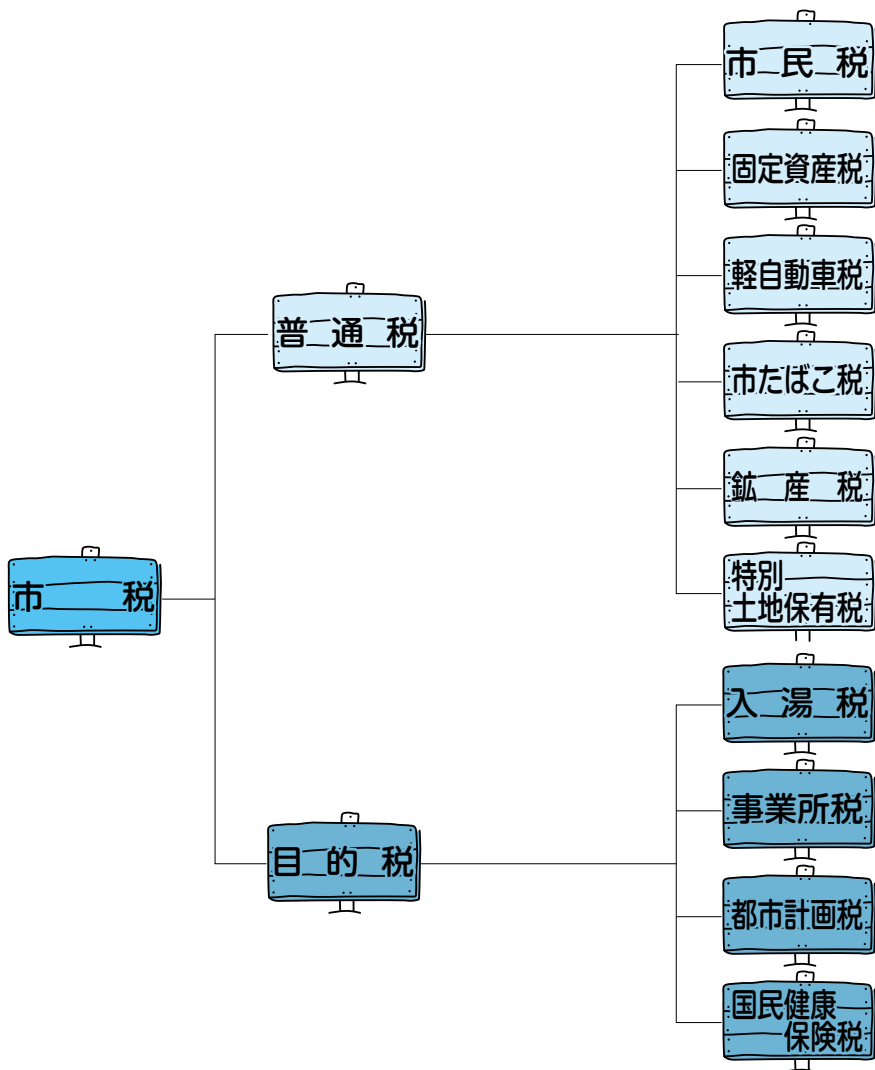 市民税
固定資産税
軽自動車税
普通税
市たばこ税
鉱産税
特別
土地保有税
市税
入湯税
事業所税
目的税
都市計画税
国民健康
保険税